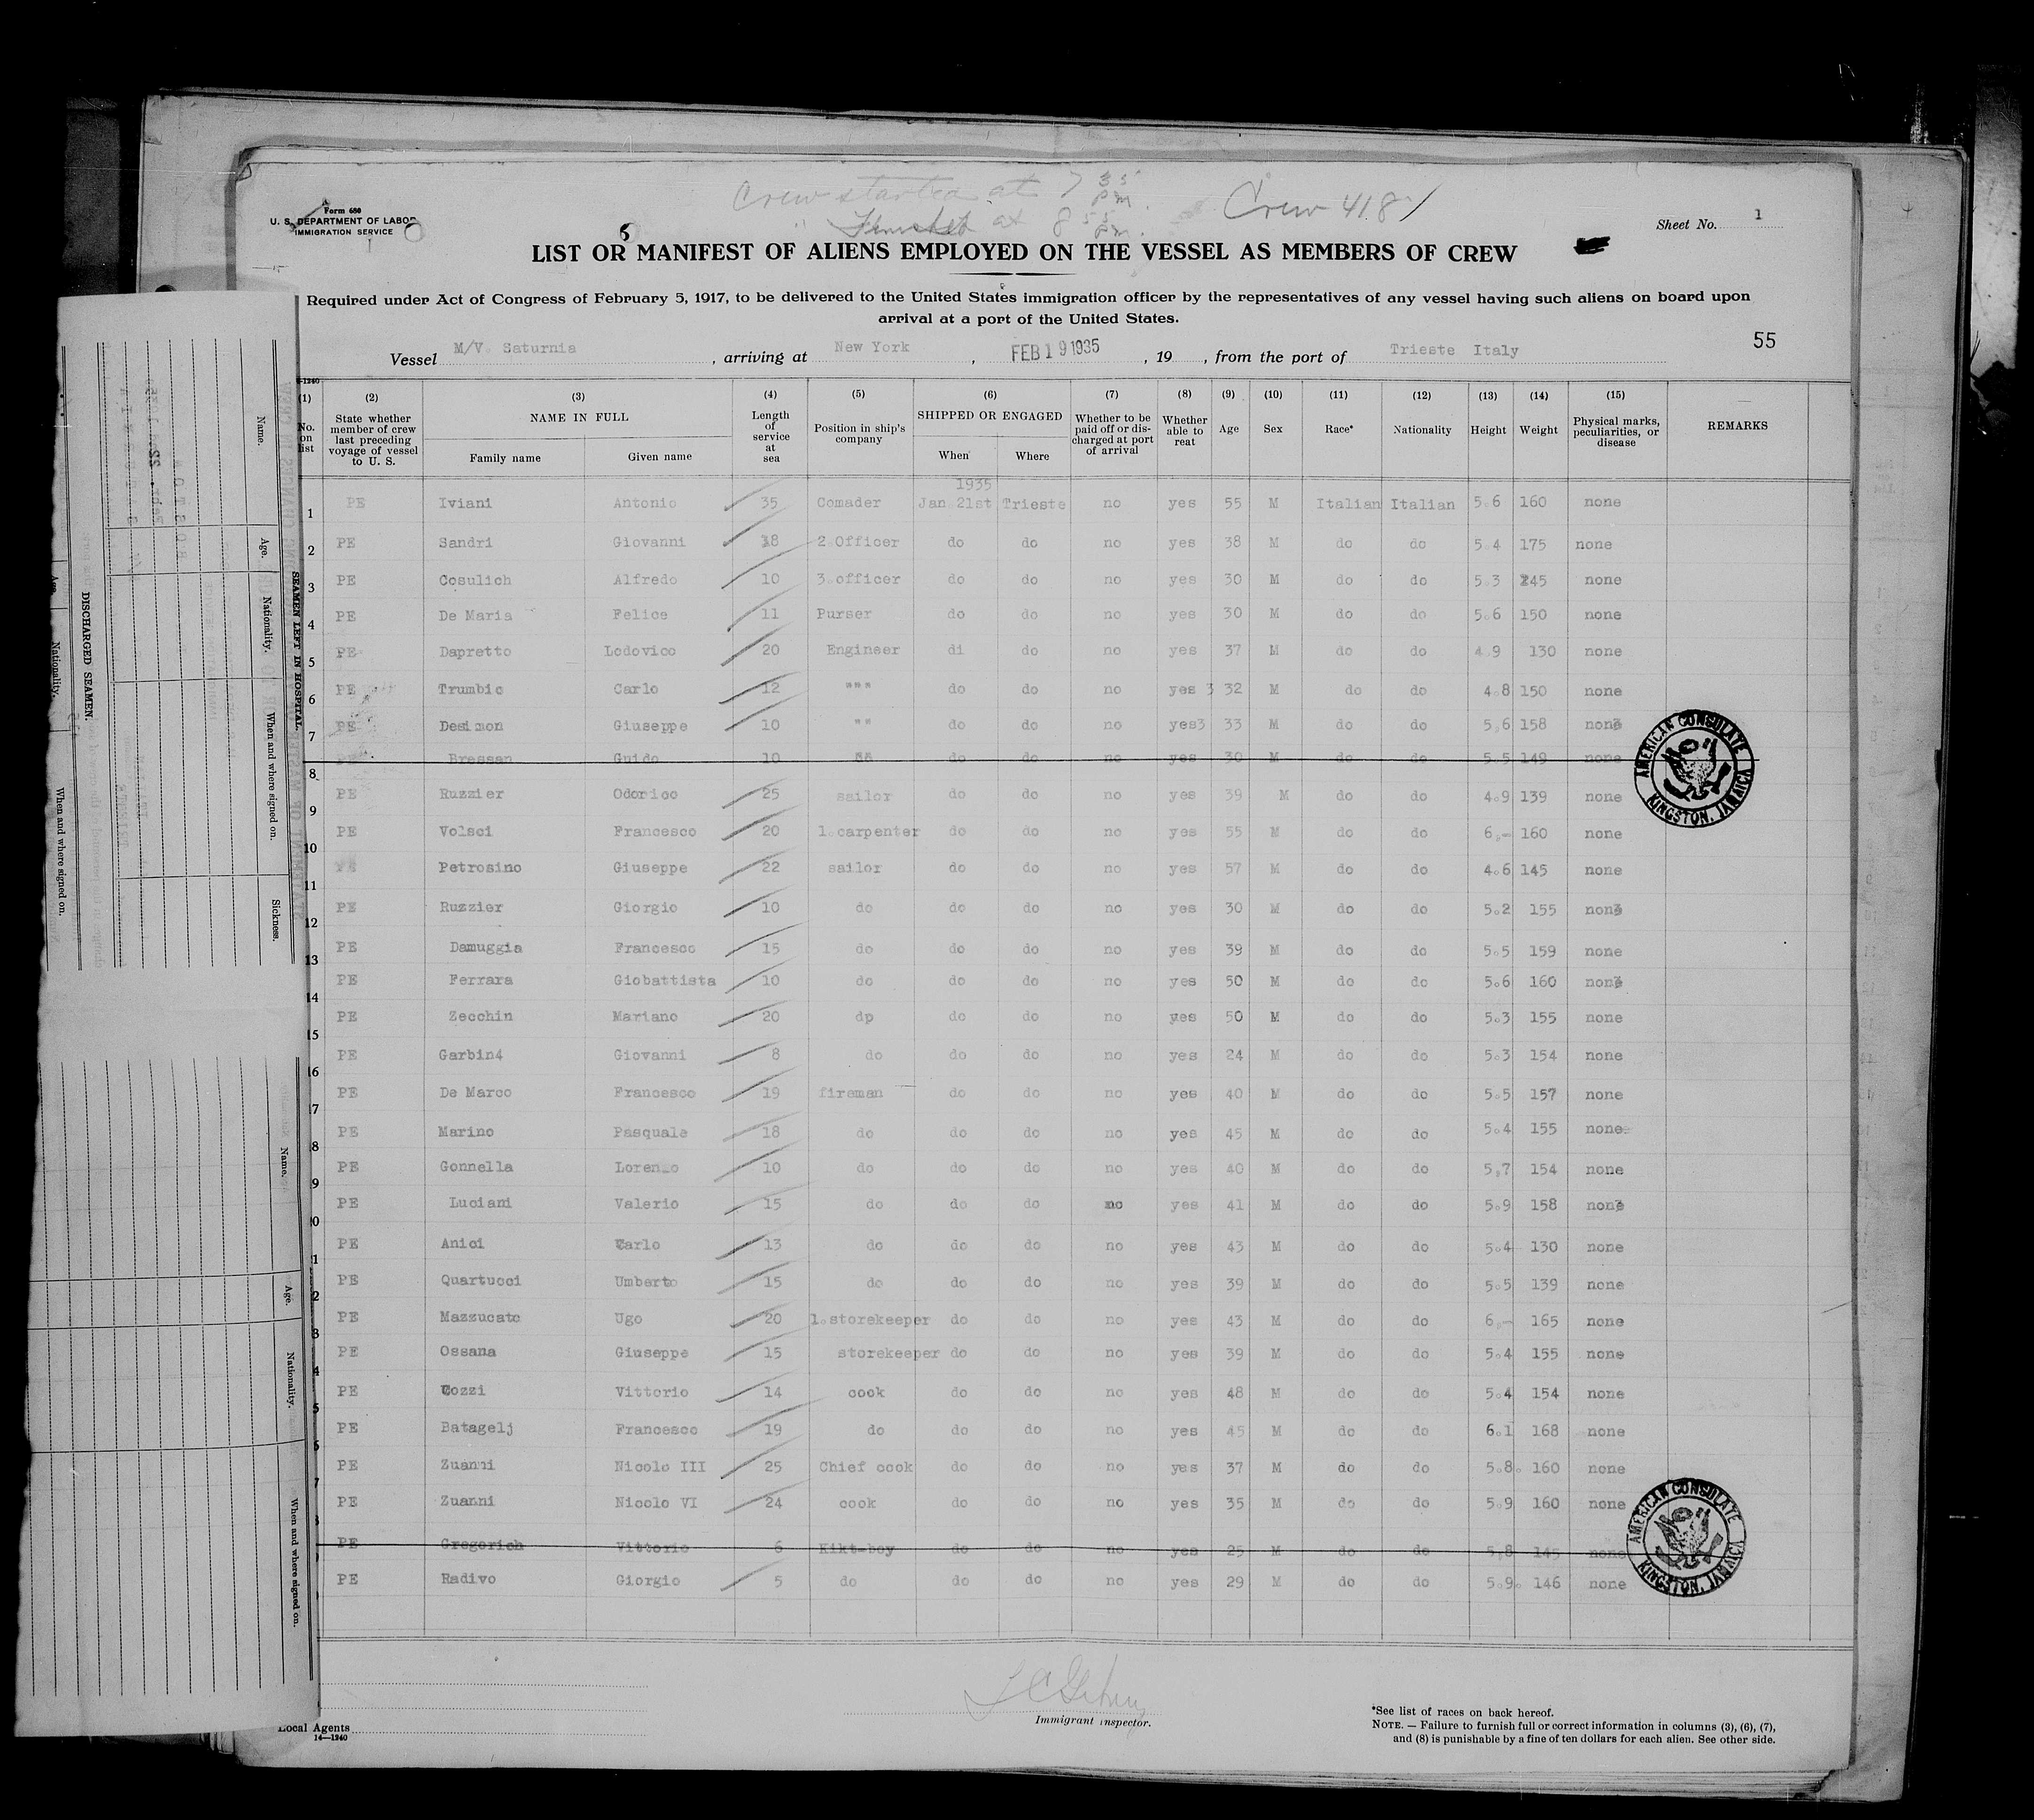 Crew started at 7 35 pm.
" Finished at 8 55 pm.
Crew 418
Form 680
U. S. DEPARTMENT OF LABOR
IMMIGRATION SERVICE
Sheet No. 1
LIST OR MANIFEST OF ALIENS EMPLOYED ON THE VESSEL AS MEMBERS OF CREW
Required under Act of Congress of February 5, 1917, to be delivered to the United States immigration officer by the representatives of any vessel having such aliens on board upon
arrival at a port of the United States.
55
Vessel M/V. Saturnia, arriving at New York, FEB 19 1935, 19 , from the port of Trieste Italy
(1) No. on list (2) State whether member of crew last preceding voyage of vessel to U. S. (3) NAME IN FULL Family name Given name (4) Length of service at sea (5) Position in ship's company (6) SHIPPED OR ENGAGED When Where (7) Whether to be paid off or discharged at port of arrival (8) Whether able to reat (9) Age (10) Sex (11) Race* (12) Nationality (13) Height (14) Weight (15) Physical marks, peculiarities, or disease REMARKS
1935
1 PE Iviani Antonio 35 Comader Jan 21st Trieste no yes 55 M Italian Italian 5.6 160 none
2 PE Sandri Giovanni 18 2 Officer do do no yes 38 M do do 5 4 175 none
3 PE Cosulich Alfredo 10 3.officer do do no yes 30 M do do 5.3 245 none
4 PE De Maria Felice 11 Purser do do no yes 30 M do do 5.6 150 none
5 PE Dapretto Lodovico 20 Engineer di do no yes 37 M do do 4.9 130 none
6 PE Trumbic Carlo 12 """ do do no yes 3 32 M do do 4.8 150 none
7 PE Desimon Giuseppe 10 "" do do no yes3 33 M do do 5,6 158 none
8 Bressan Guido 10 do do no yes 30 M do do 5.5 149 none
9 PE Ruzzier Odorico 25 sailor do do no yes 39 M do do 4.9 139 none
10 PE Volsci Francesco 20 1.carpenter do do no yes 55 M do do 6,- 160 none
11 PE Petrosino Giuseppe 22 sailor do do no yes 57 M do do 4.6 145 none
12 PE Ruzzier Giorgio 10 do do do no yes 30 M do do 5.2 155 none
13 PE Damuggia Francesco 15 do do do no yes 39 M do do 5.5 159 none
14 PE Ferrara Giobattista 10 do do do no yes 50 M do do 5.6 160 none
15 PE Zecchin Mariano 20 dp do do no yes 50 M do do 5.3 155 none
16 PE Garbin4 Giovanni 8 do do do no yes 24 M do do 5.3 154 none
17 PE De Marco Francesco 19 fireman do do no yes 40 M do do 5.5 157 none
8 PE Marino Pasquale 18 do do do no yes 45 M do do 5.4 155 none
9 PE Gonnella Lorenzo 10 do do do no yes 40 M do do 5,7 154 none
0 PE Luciani Valerio 15 do do do no yes 41 M do do 5.9 158 none
1 PE Anici Carlo 13 do do do no yes 43 M do do 5.4 130 none
2 PE Quartucci Umberto 15 do do do no yes 39 M do do 5.5 139 none
3 PE Mazzucato Ugo 20 1.storekeeper do do no yes 43 M do do 6,- 165 none
4 PE Ossana Giuseppe 15 storekeeper do do no yes 39 M do do 5.4 155 none
5 PE Cozzi Vittorio 14 cook do do no yes 48 M do do 5.4 154 none
6 PE Batagelj Francesco 19 do do do no yes 45 M do do 6.1 168 none
7 PE Zuanni Nicolo III 25 Chief cook do do no yes 37 M do do 5.8. 160 none
8 PE Zuanni Nicolo VI 24 cook do do no yes 35 M do do 5.9 160 none
PE Gregorich Vittorio 6 Kikt-boy do do no yes 25 M do do 5,8 145 none
PE Radivo Giorgio 5 do do do no yes 29 M do do 5.9. 146 none
AMERICAN CONSULATE KINGSTON, JAMAICA
AMERICAN CONSULATE KINGSTON, JAMAICA
Immigrant Inspector.
Local Agents
14—1240
*See list of races on back hereof.
NOTE. — Failure to furnish full or correct information in columns (3), (6), (7),
and (8) is punishable by a fine of ten dollars for each alien. See other side.
SEAMEN LEFT IN HOSPITAL.
Name. Age. Nationality. When and where signed on. Sickness.
DISCHARGED SEAMEN.
Age. Nationality. When and where signed on.
Name. Age. Nationality. When and where signed on.